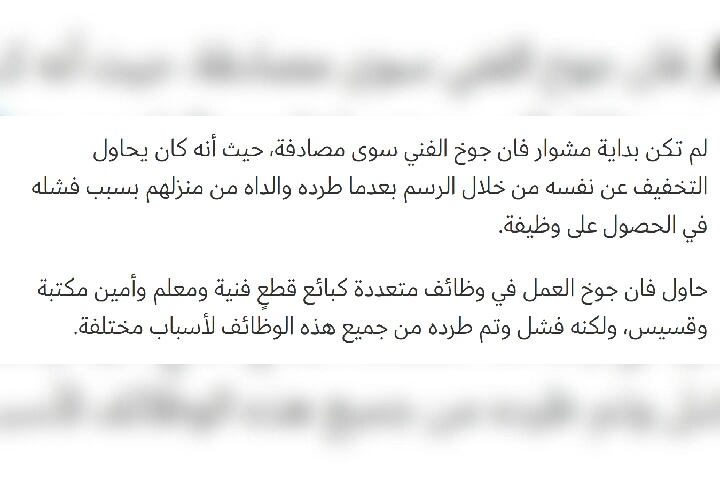 لم تكن بداية مشوار فان جوخ الفني سوى مصادفة، حيث أنه كان يحاول
التخفيف عن نفسه من خلال الرسم بعدما طرده والداه من منزلهم بسبب فشله
في الحصول على وظيفة.
حاول فان جوخ العمل في وظائف متعددة كبائع قطعٍ فنية ومعلم وأمين مكتبة
وقسيس، ولكنه فشل وتم طرده من جميع هذه الوظائف لأسباب مختلفة.